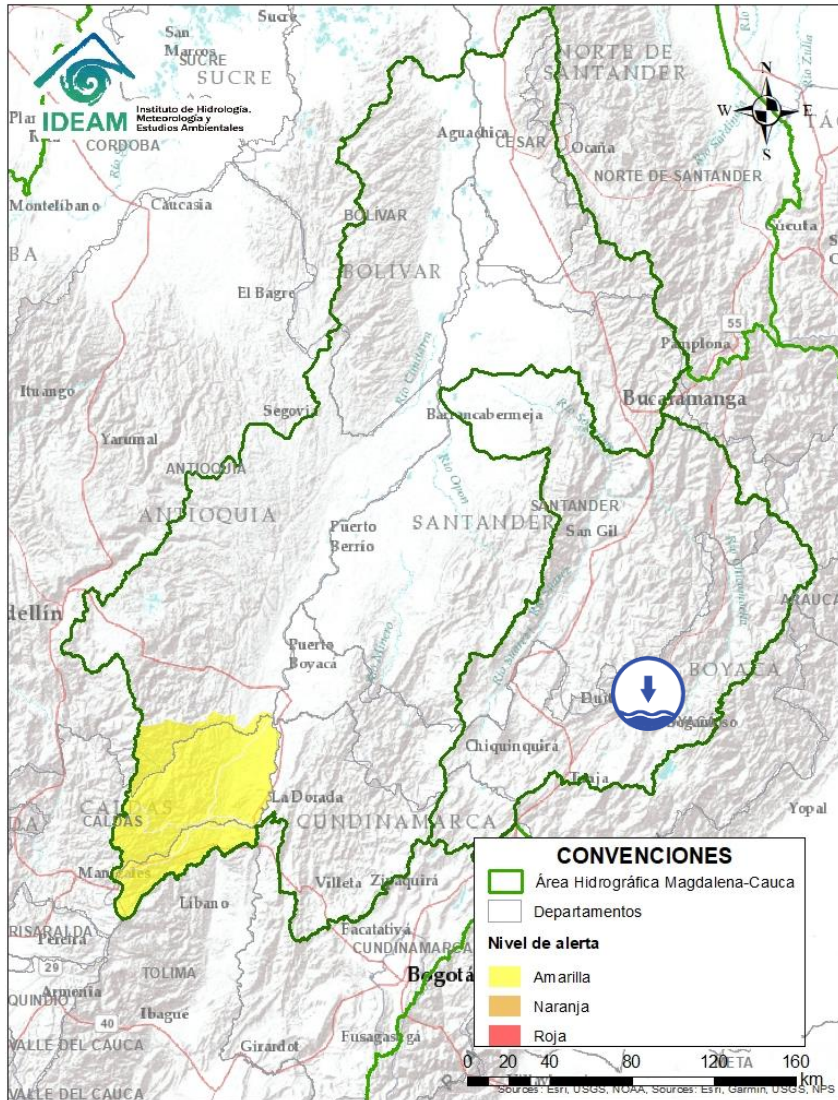 Sucre
San
Marcos
SUCRE
SUCRE
NORTE DE
SANTANDER
Río Zulia
IDEAM
Instituto de Hidrología,
Meteorología y
Estudios Ambientales
N
W
E
S
CORDOBA
Aguachica
CESAR
Ocaña
NORTE DE SANTANDER
Montelíbano
Caucasia
BOLIVAR
Cúcuta
BOLIVAR
El Bagre
55
Pamplona
Río Cimitarra
Ituango
Segovia
Bucaramanga
Barrancabermeja
Yarumal
ANTIOQUIA
Río Opon
SANTANDER
ANTIOQUIA
SANTANDER
San Gil
Puerto
Berrío
dellín
ARAUCA
Puerto
Boyacá
Río Minero
BOYACA
Chiquinquirá
Tunja
La Dorada
CALDAS
CALDAS
CUNDINAMARCA
Yopal
Villeta
Zipaquirá
Líbano
RISARALDA
Pereira
Facatativá
CUNDINAMARCA
29
TOLIMA
Bogotá
Armenia
QUINDIO
Ibagué
40
Fusagasugá
VALLE DEL CAUCA
Girardot
VALLE DEL CAUCA
CONVENCIONES
Área Hidrográfica Magdalena-Cauca
Departamentos
Nivel de alerta
Amarilla
Naranja
Roja
0 20 40 80 120 160
km
Sources: Esri, USGS, NOAA, Sources: Esri, Garmin, USGS, NPS